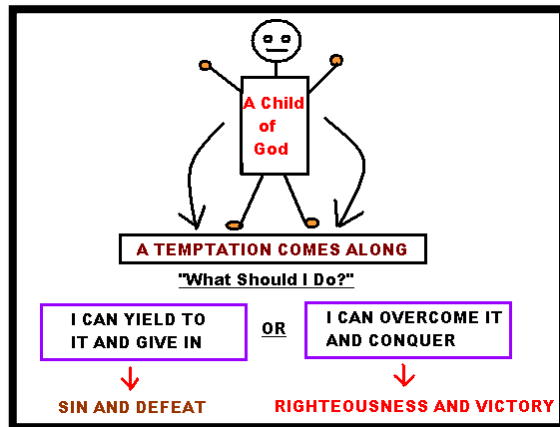 A Child
of
God
A TEMPTATION COMES ALONG
"What Should I Do?"
I CAN YIELD TO
IT AND GIVE IN
OR
I CAN OVERCOME IT
AND CONQUER
SIN AND DEFEAT
RIGHTEOUSNESS AND VICTORY